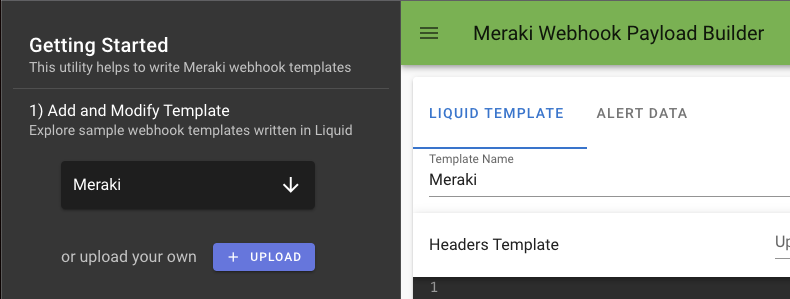 Getting Started
This utility helps to write Meraki webhook templates
1) Add and Modify Template
Explore sample webhook templates written in Liquid
Meraki
or upload your own
+ UPLOAD
Meraki Webhook Payload Builder
LIQUID TEMPLATE
ALERT DATA
Template Name
Meraki
Headers Template
1